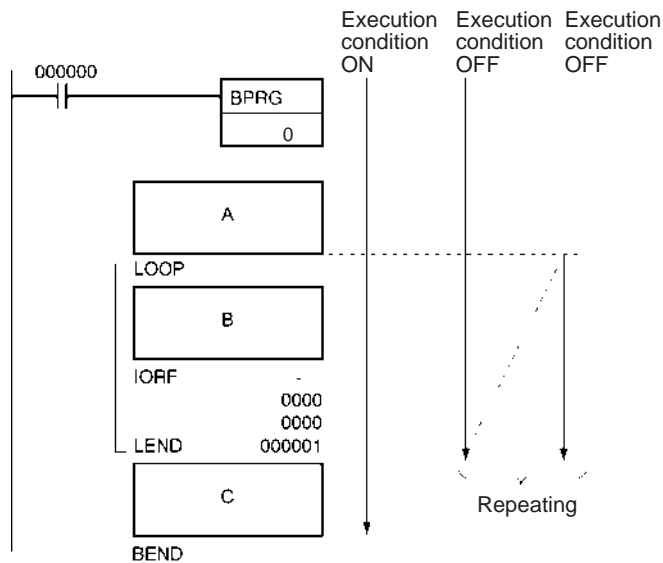 Execution condition ON
Execution condition OFF
Execution condition OFF
000000
BPRG
0
A
LOOP
B
IORF
0000
0000
LEND 000001
C
Repeating
BEND